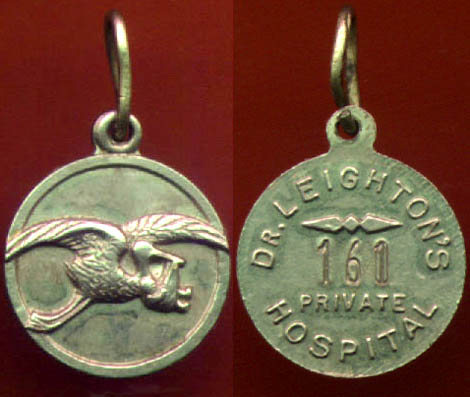 DR. LEIGHTON'S
161
PRIVATE
HOSPITAL